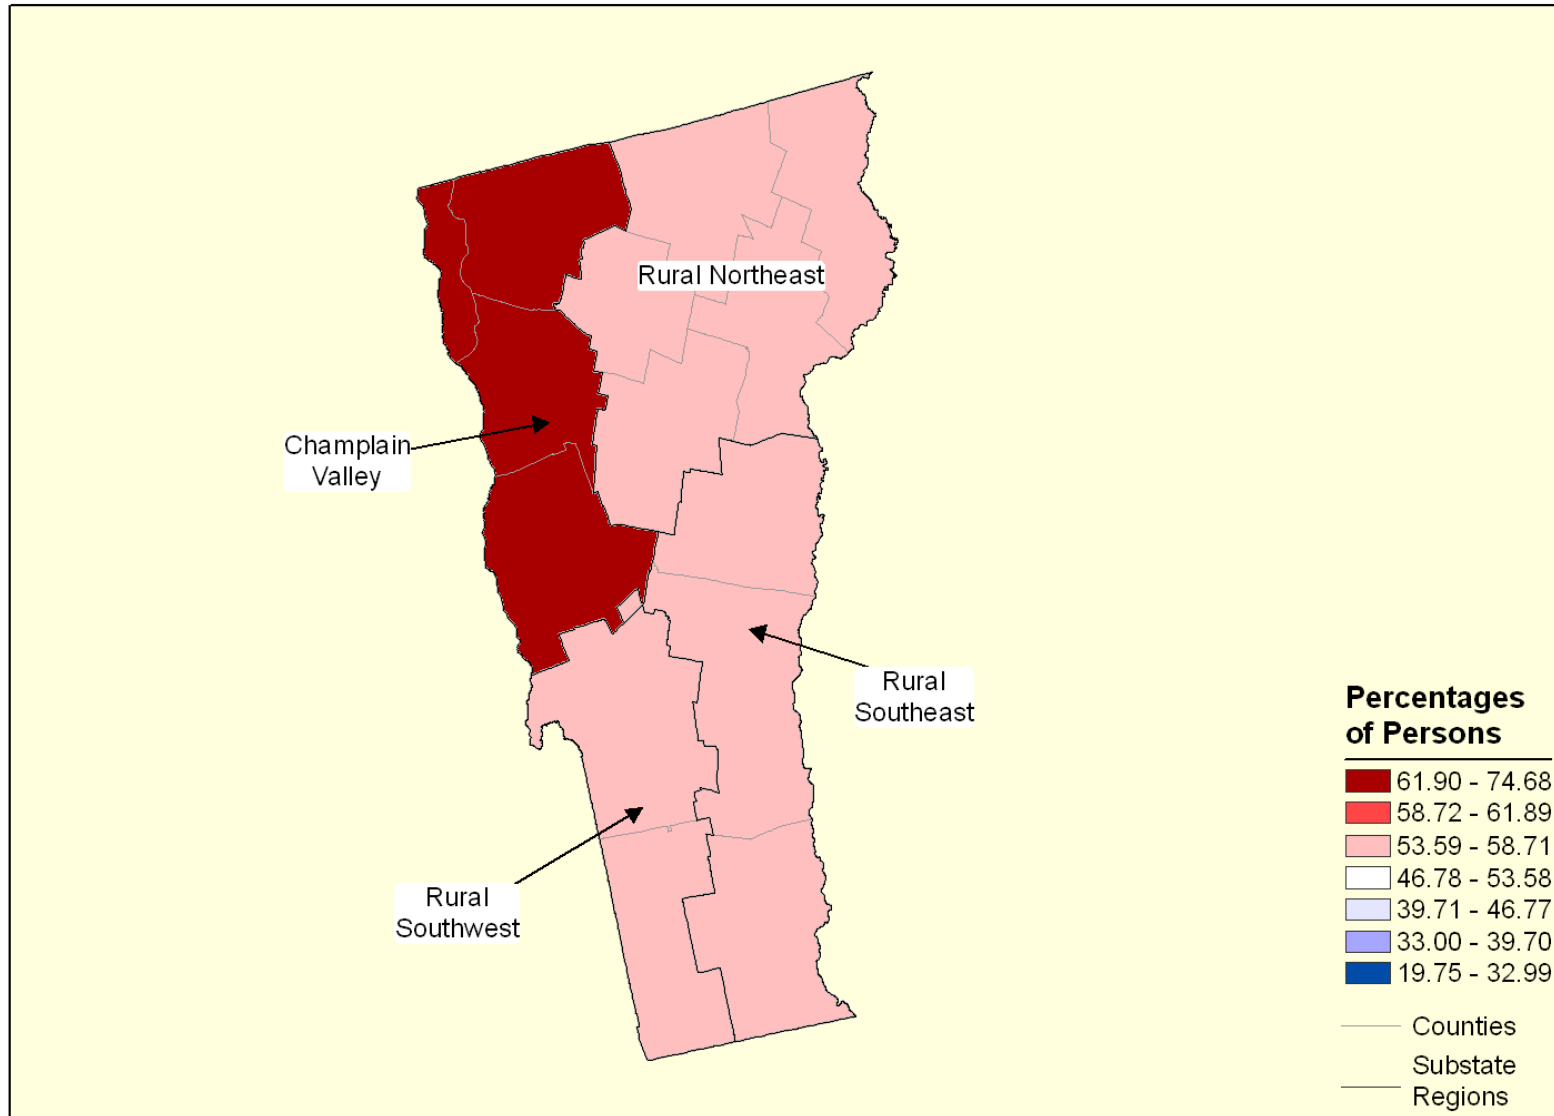 Rural Northeast
Champlain
Valley
Rural
Southeast
Rural
Southwest
Percentages
of Persons
61.90 - 74.68
58.72 - 61.89
53.59 - 58.71
46.78 - 53.58
39.71 - 46.77
33.00 - 39.70
19.75 - 32.99
Counties
Substate
Regions